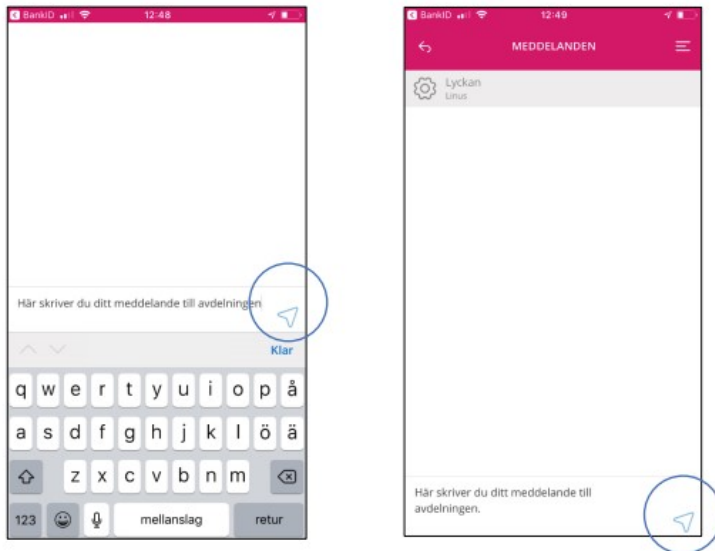 BankID
12:48
Här skriver du ditt meddelande till avdelningen
Klar
q w e r t y u i o p å
a s d f g h j k l ö ä
z x c v b n m
123 mellanslag retur
BankID
12:49
MEDDELANDEN
Lyckan
Linus
Här skriver du ditt meddelande till
avdelningen.